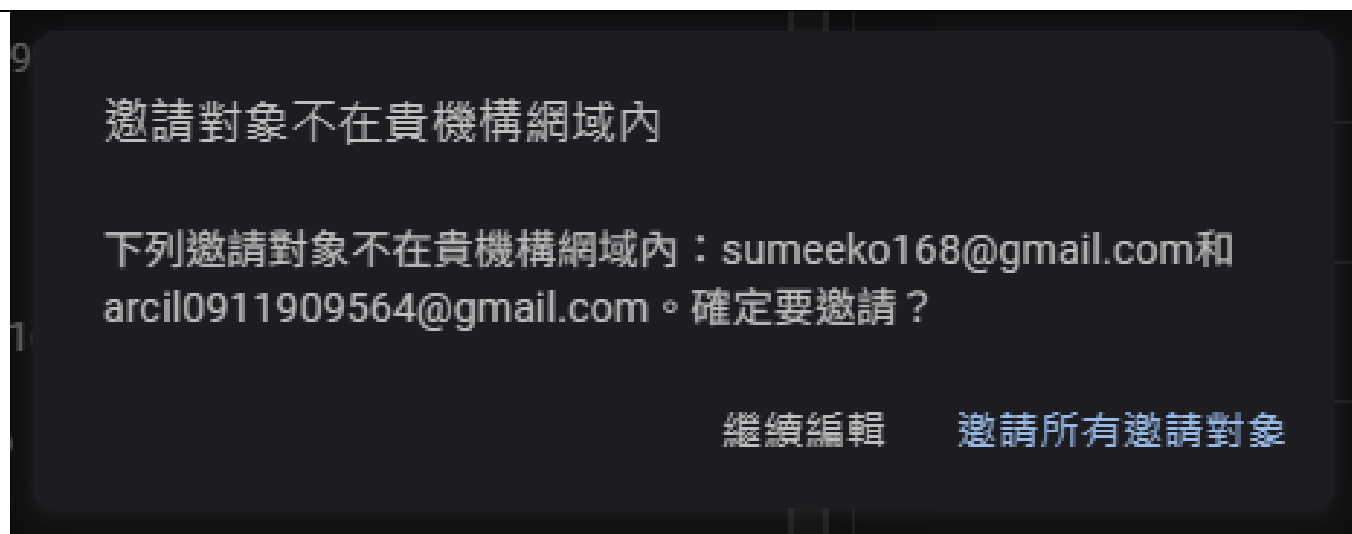 9
邀請對象不在貴機構網域內
下列邀請對象不在貴機構網域內：sumeeko168@gmail.com和
arcil0911909564@gmail.com。確定要邀請？
1
繼續編輯 邀請所有邀請對象